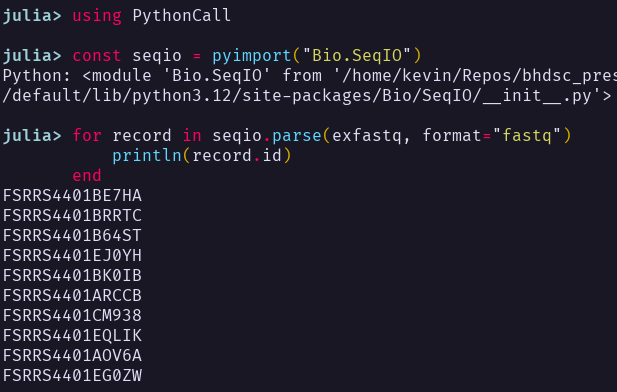 julia> using PythonCall
julia> const seqio = pyimport("Bio.SeqIO")
Python: <module 'Bio.SeqIO' from '/home/kevin/Repos/bhdsc_pres
/default/lib/python3.12/site-packages/Bio/SeqIO/__init__.py'>
julia> for record in seqio.parse(exfastq, format="fastq")
println(record.id)
end
FSRRS4401BE7HA
FSRRS4401BRRTC
FSRRS4401B64ST
FSRRS4401EJ0YH
FSRRS4401BK0IB
FSRRS4401ARCCB
FSRRS4401CM938
FSRRS4401EQLIK
FSRRS4401AOV6A
FSRRS4401EG0ZW